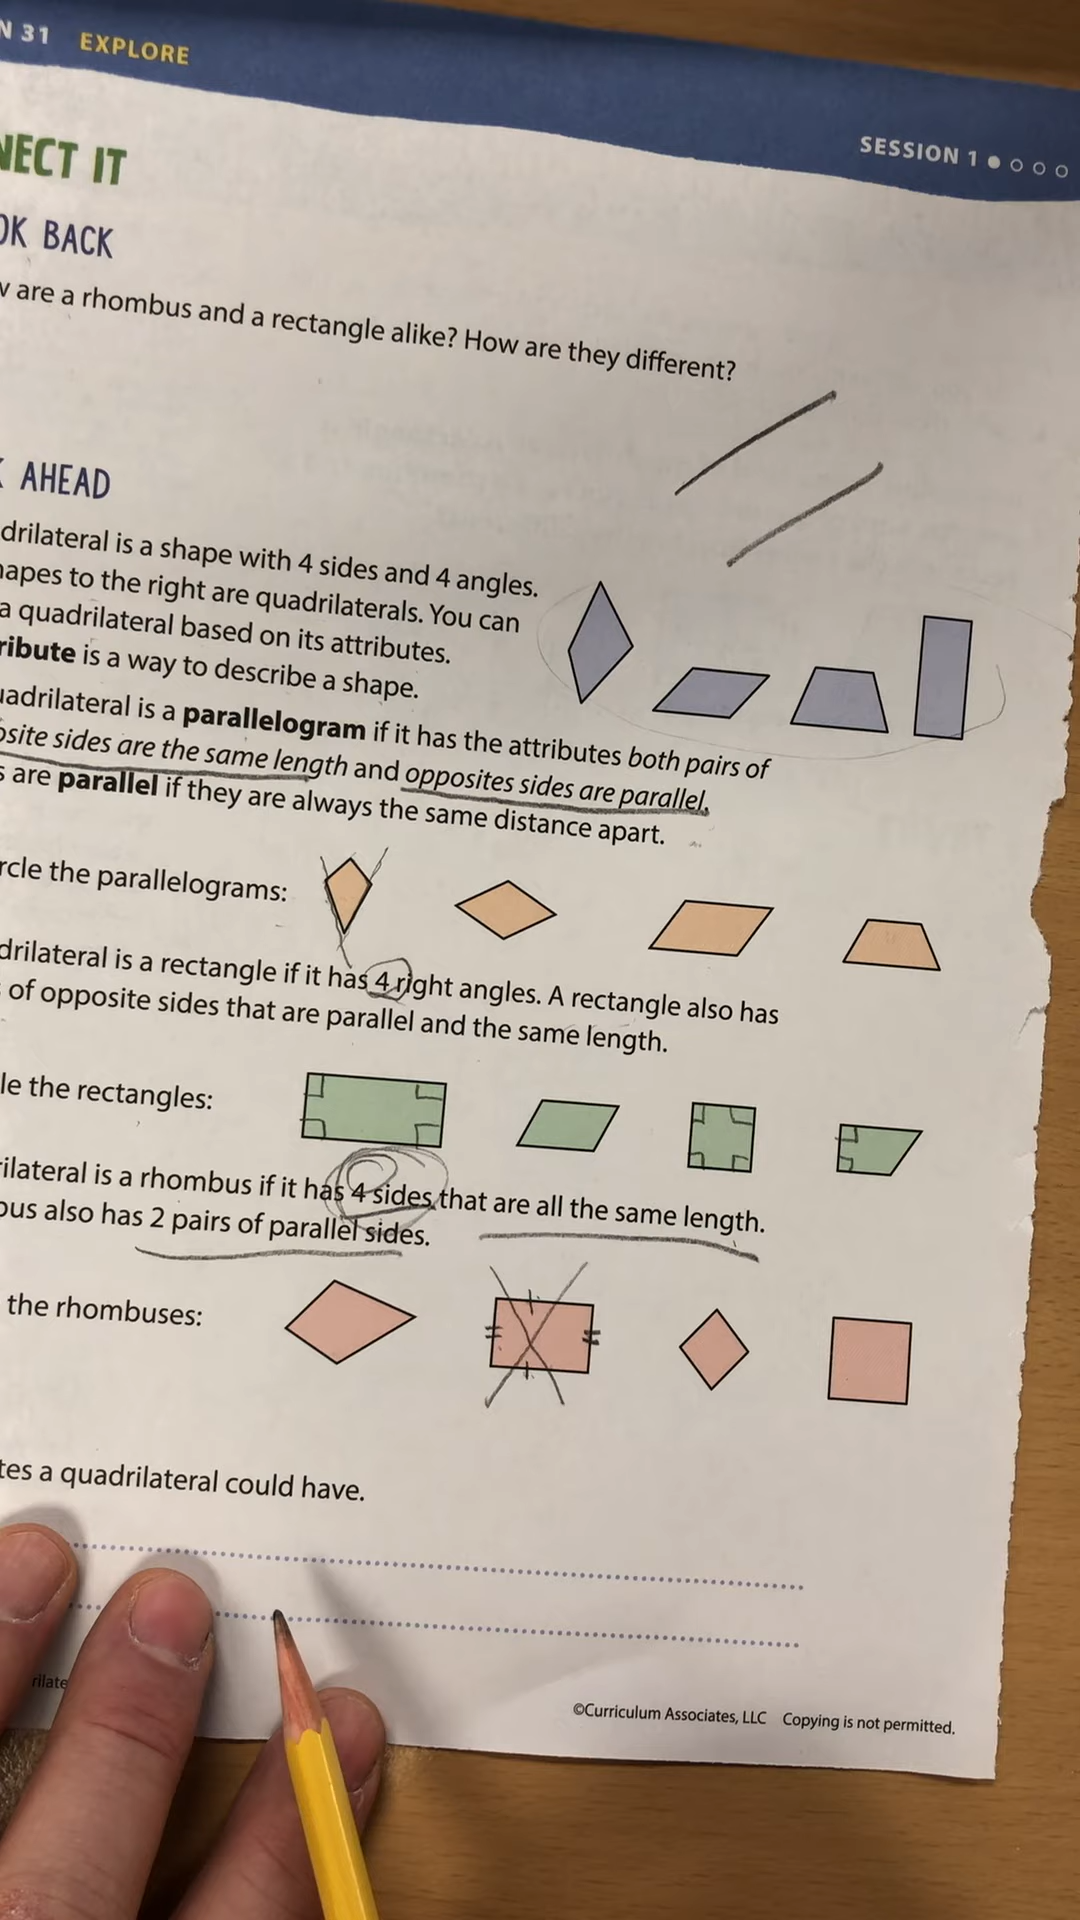 N 31 EXPLORE
SESSION 1
NECT IT
OK BACK
are a rhombus and a rectangle alike? How are they different?
AHEAD
drilateral is a shape with 4 sides and 4 angles.
hapes to the right are quadrilaterals. You can
a quadrilateral based on its attributes.
ribute is a way to describe a shape.
uadrilateral is a parallelogram if it has the attributes both pairs of
osite sides are the same length and opposites sides are parallel.
s are parallel if they are always the same distance apart.
rcle the parallelograms:
drilateral is a rectangle if it has 4 right angles. A rectangle also has
of opposite sides that are parallel and the same length.
le the rectangles:
rilateral is a rhombus if it has 4 sides that are all the same length.
bus also has 2 pairs of parallel sides.
the rhombuses:
tes a quadrilateral could have.
rilate
©Curriculum Associates, LLC Copying is not permitted.